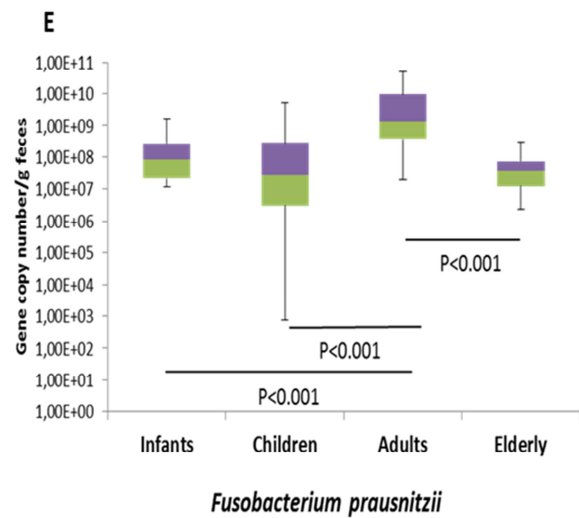 E
Gene copy number/g feces
1,00E+11
1,00E+10
1,00E+09
1,00E+08
1,00E+07
1,00E+06
1,00E+05
1,00E+04
1,00E+03
1,00E+02
1,00E+01
1,00E+00
P<0.001
P<0.001
P<0.001
Infants Children Adults Elderly
Fusobacterium prausnitzii